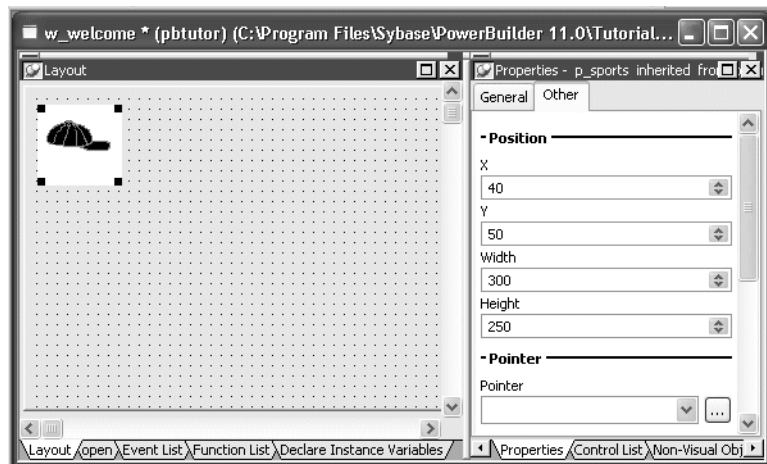 w_welcome * (pbtutor) (C:\Program Files\Sybase\PowerBuilder 11.0\Tutorial...
Layout
Properties - p_sports inherited fro
General Other
Position
X
40
Y
50
Width
300
Height
250
Pointer
Pointer
...
Layout open Event List Function List Declare Instance Variables
Properties Control List Non-Visual Obj